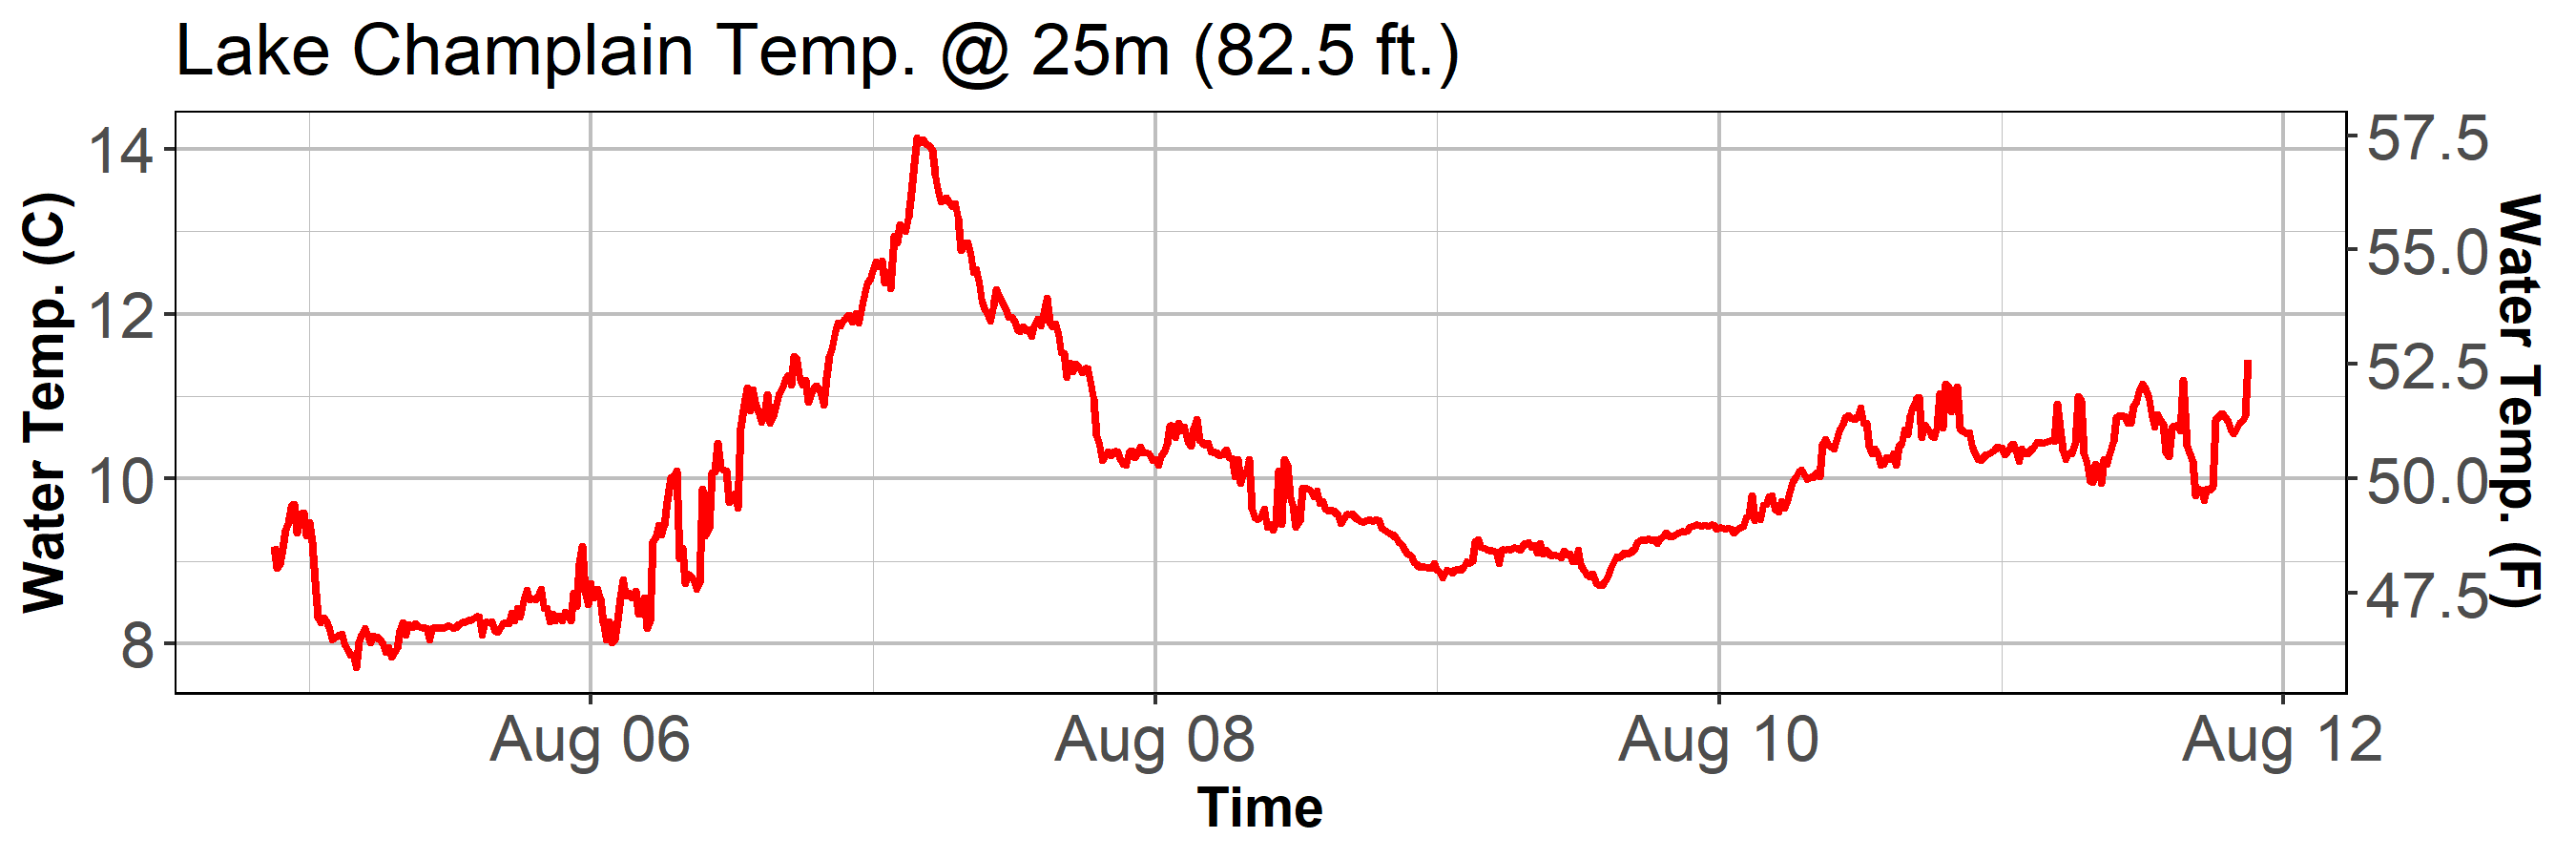 Lake Champlain Temp. @ 25m (82.5 ft.)
Water Temp. (C)
14
12
10
8
57.5
55.0
52.5
50.0
47.5
Water Temp. (F)
Aug 06
Aug 08
Aug 10
Aug 12
Time